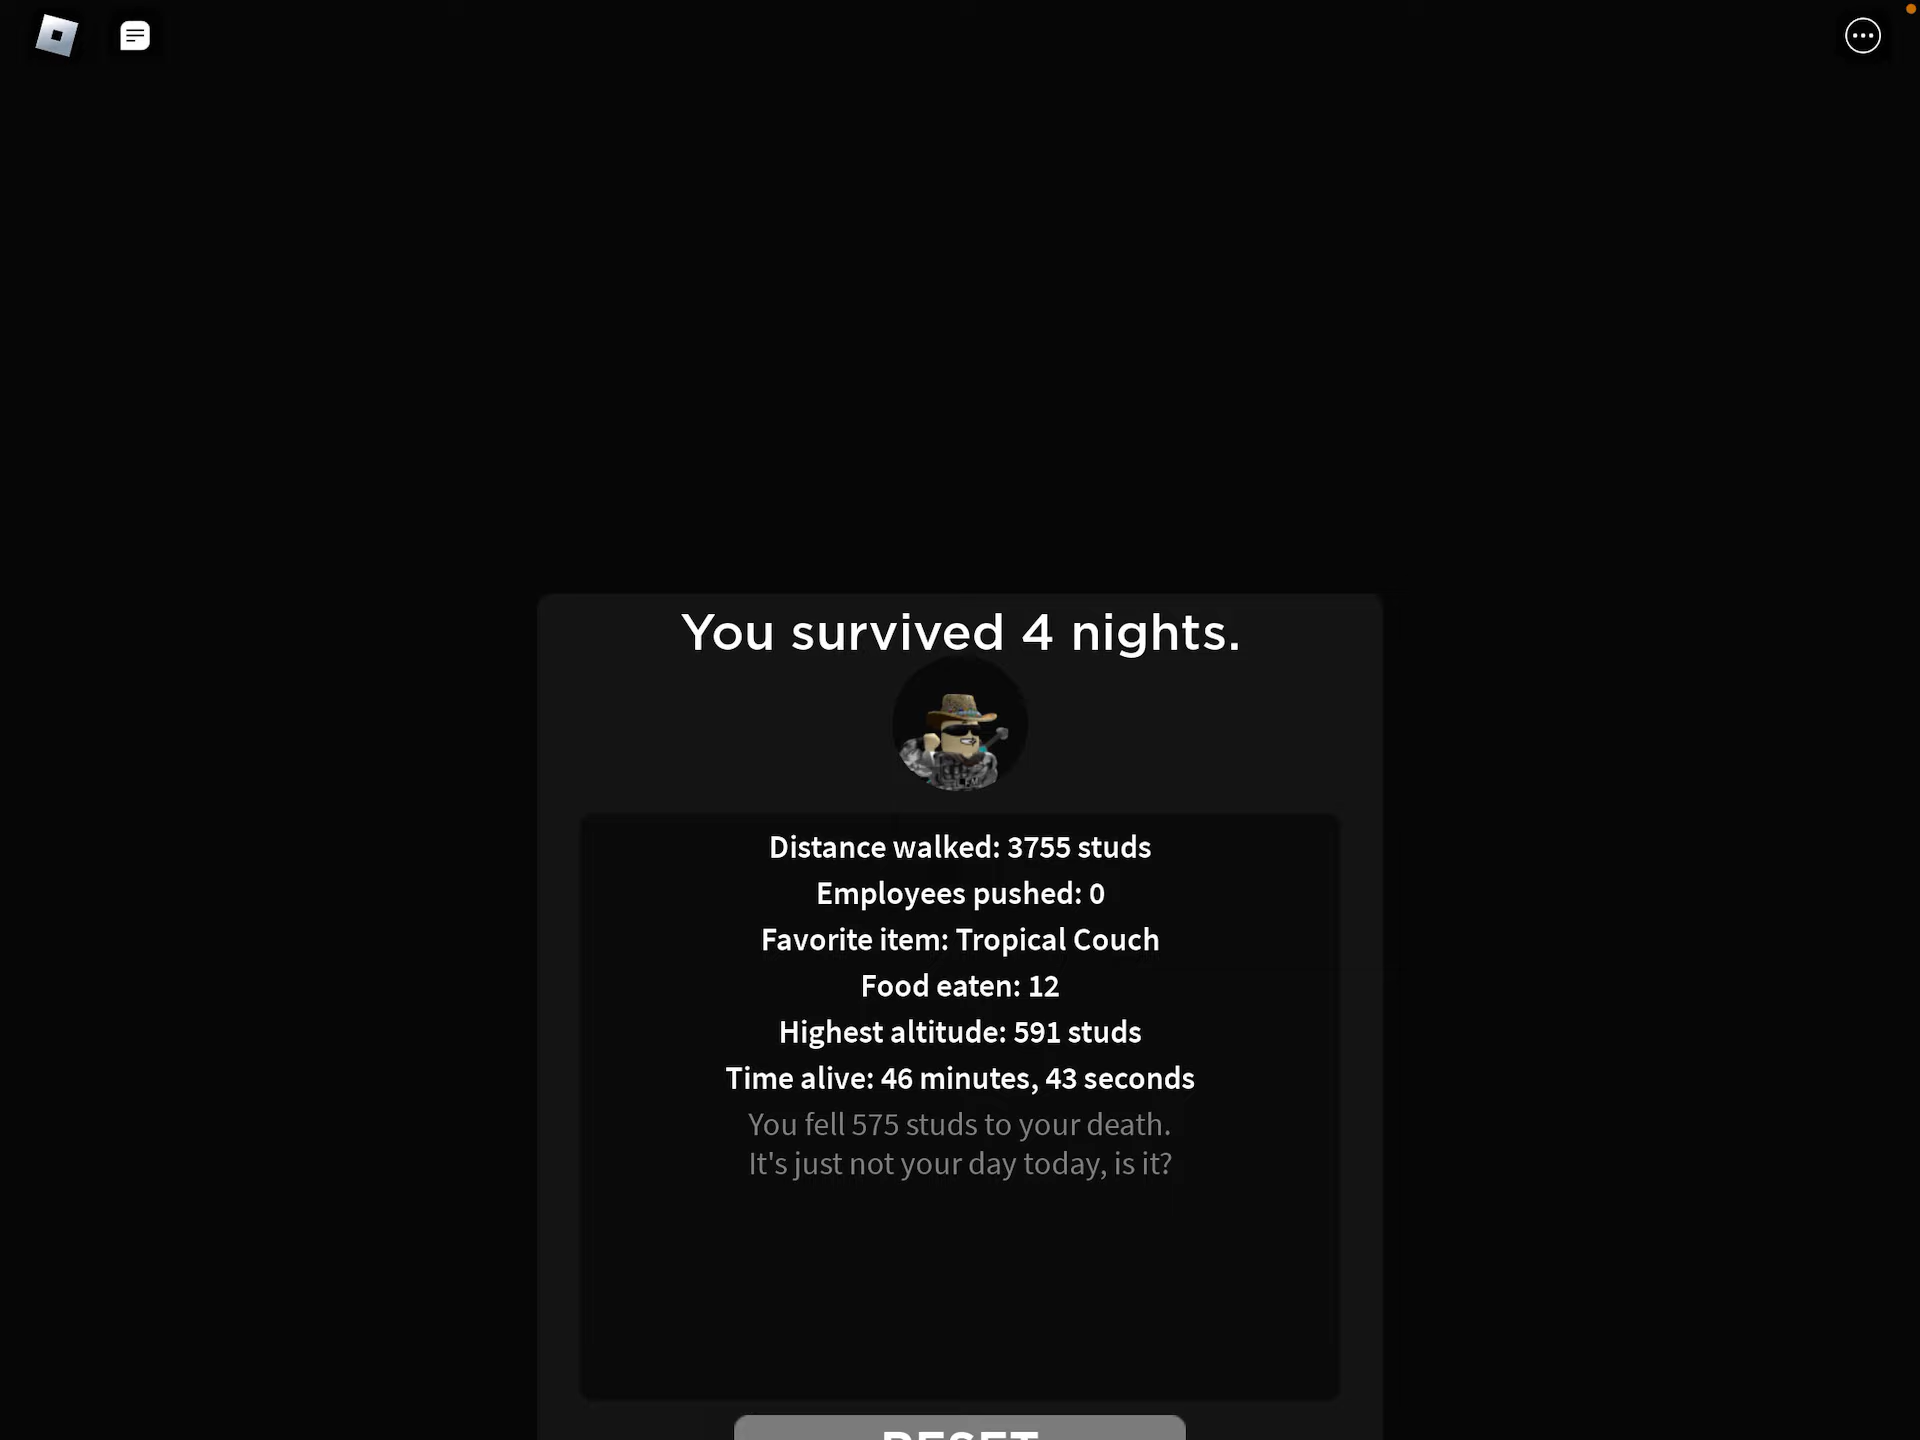 You survived 4 nights.
Distance walked: 3755 studs
Employees pushed: 0
Favorite item: Tropical Couch
Food eaten: 12
Highest altitude: 591 studs
Time alive: 46 minutes, 43 seconds
You fell 575 studs to your death.
It's just not your day today, is it?
RESET